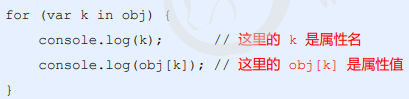 for (var k in obj) {
    console.log(k);      // 这里的 k 是属性名
    console.log(obj[k]); // 这里的 obj[k] 是属性值
}